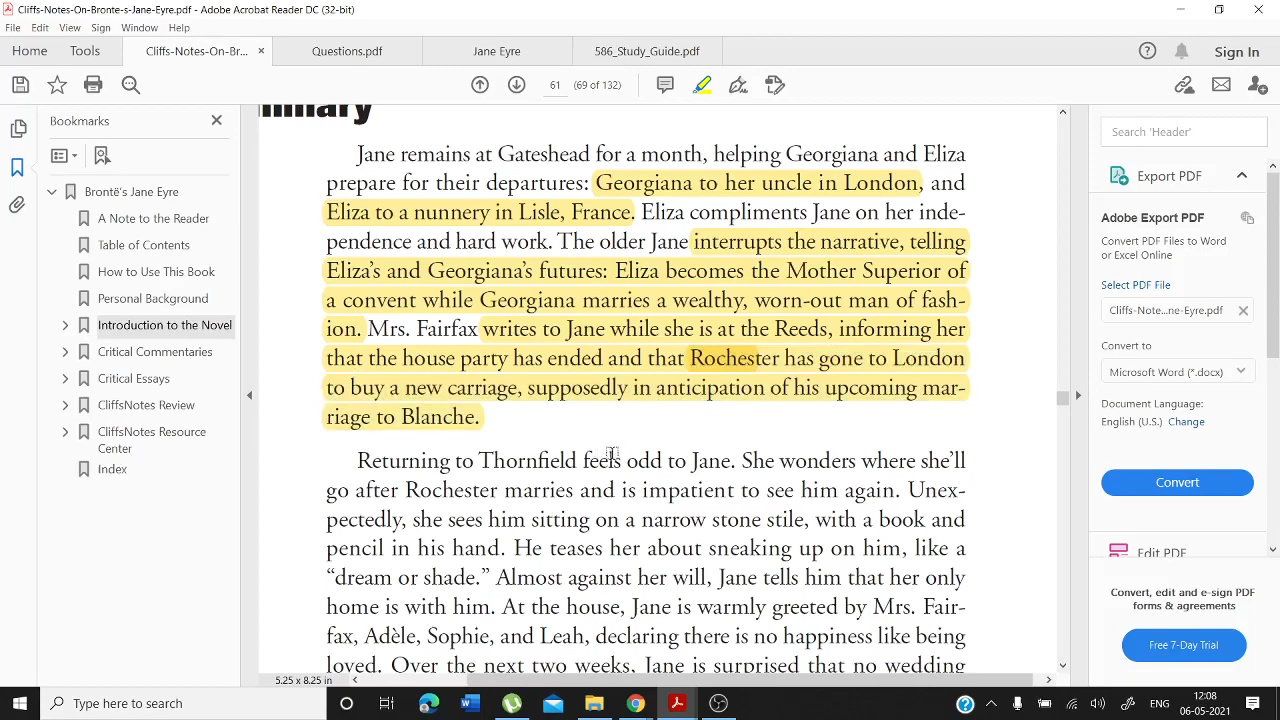 Cliffs-Notes-On-Bronte-s-Jane-Eyre.pdf - Adobe Acrobat Reader DC (32-bit)
File Edit View Sign Window Help
Home Tools Cliffs-Notes-On-Br... × Questions.pdf Jane Eyre 586_Study_Guide.pdf Sign In
61 (69 of 132)
Bookmarks
Brontë's Jane Eyre
A Note to the Reader
Table of Contents
How to Use This Book
Personal Background
Introduction to the Novel
Critical Commentaries
Critical Essays
CliffsNotes Review
CliffsNotes Resource
Center
Index
Jane remains at Gateshead for a month, helping Georgiana and Eliza
prepare for their departures: Georgiana to her uncle in London, and
Eliza to a nunnery in Lisle, France. Eliza compliments Jane on her inde-
pendence and hard work. The older Jane interrupts the narrative, telling
Eliza's and Georgiana's futures: Eliza becomes the Mother Superior of
a convent while Georgiana marries a wealthy, worn-out man of fash-
ion. Mrs. Fairfax writes to Jane while she is at the Reeds, informing her
that the house party has ended and that Rochester has gone to London
to buy a new carriage, supposedly in anticipation of his upcoming mar-
riage to Blanche.
Returning to Thornfield feels odd to Jane. She wonders where she'll
go after Rochester marries and is impatient to see him again. Unex-
pectedly, she sees him sitting on a narrow stone stile, with a book and
pencil in his hand. He teases her about sneaking up on him, like a
“dream or shade.” Almost against her will, Jane tells him that her only
home is with him. At the house, Jane is warmly greeted by Mrs. Fair-
fax, Adèle, Sophie, and Leah, declaring there is no happiness like being
loved. Over the next two weeks, Jane is surprised that no wedding
5.25 x 8.25 in
Search 'Header'
Export PDF
Adobe Export PDF
Convert PDF Files to Word
or Excel Online
Select PDF File
Cliffs-Note...ne-Eyre.pdf
Convert to
Microsoft Word (*.docx)
Document Language:
English (U.S.) Change
Convert
Edit PDF
Convert, edit and e-sign PDF
forms & agreements
Free 7-Day Trial
Type here to search
ENG
12:08
06-05-2021